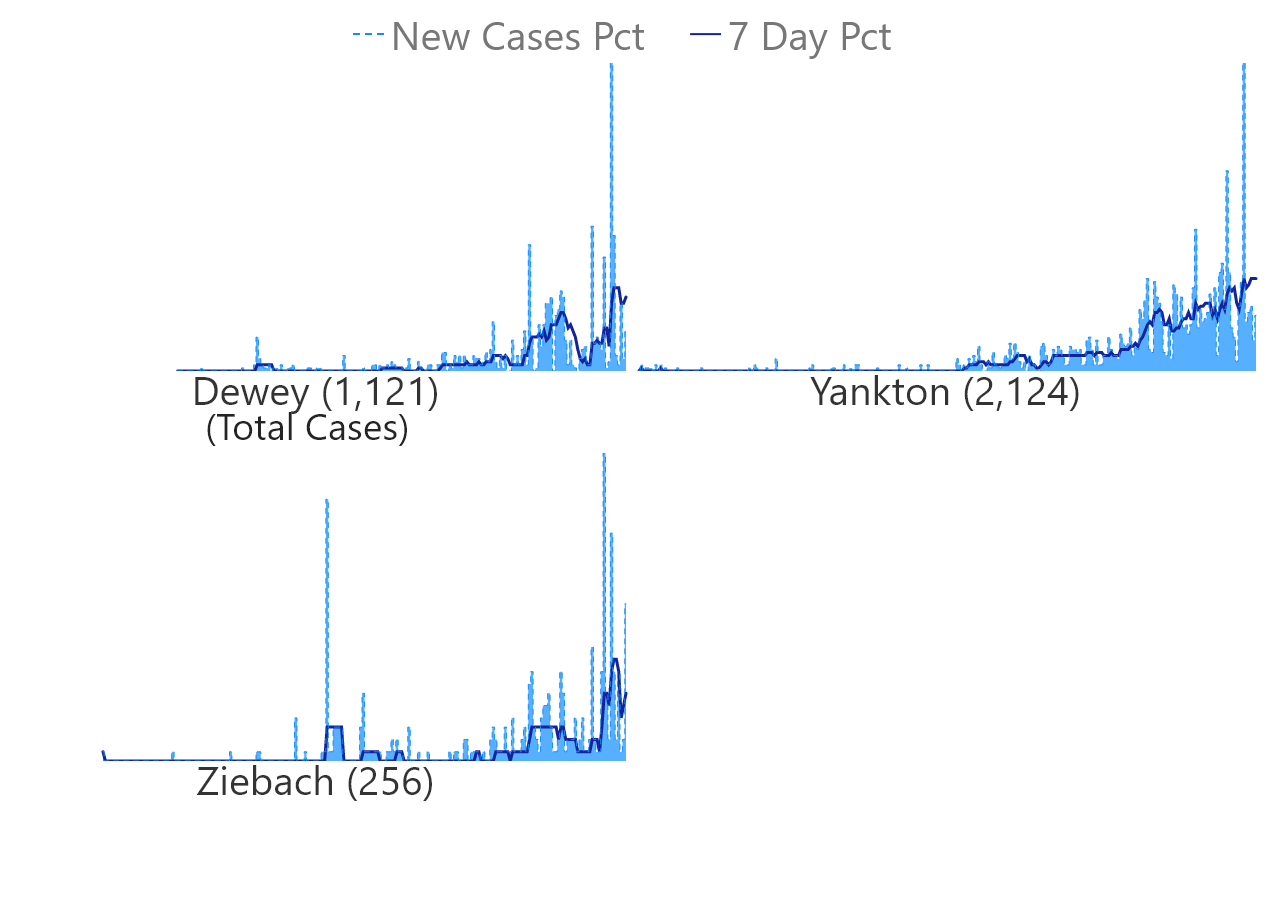 New Cases Pct 7 Day Pct
Dewey (1,121)
(Total Cases)
Yankton (2,124)
Ziebach (256)